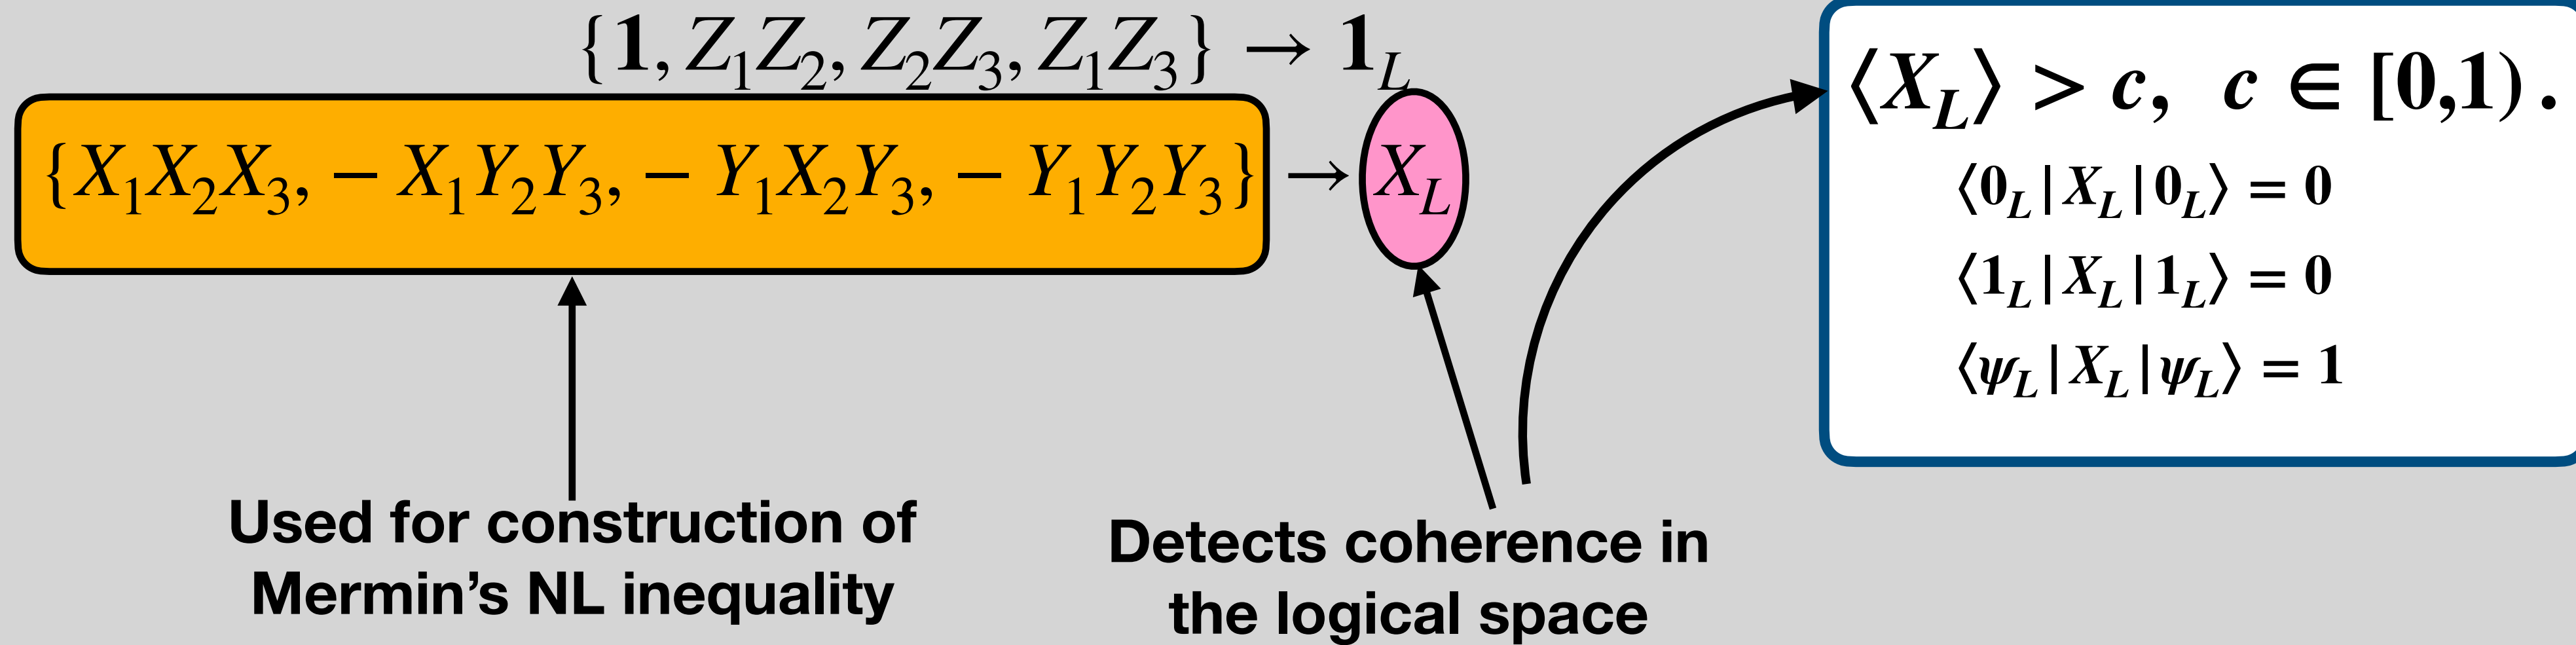 {𝟏, Z₁Z₂, Z₂Z₃, Z₁Z₃} → 𝟏_L
{X₁X₂X₃, − X₁Y₂Y₃, − Y₁X₂Y₃, − Y₁Y₂Y₃} → X_L
⟨X_L⟩ > c, c ∈ [0,1) .
⟨0_L|X_L|0_L⟩ = 0
⟨1_L|X_L|1_L⟩ = 0
⟨ψ_L|X_L|ψ_L⟩ = 1
Used for construction of
Mermin’s NL inequality
Detects coherence in
the logical space